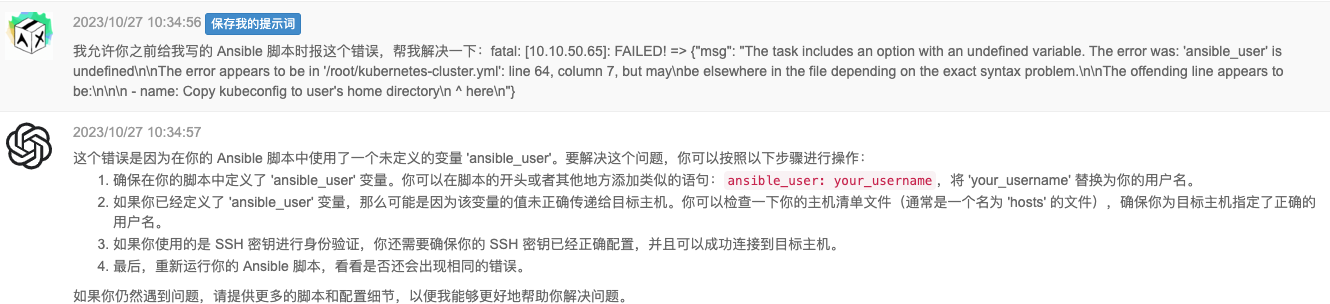 2023/10/27 10:34:56 保存我的提示词
我允许你之前给我写的 Ansible 脚本时报这个错误，帮我解决一下：fatal: [10.10.50.65]: FAILED! => {"msg": "The task includes an option with an undefined variable. The error was: 'ansible_user' is
undefined\n\nThe error appears to be in '/root/kubernetes-cluster.yml': line 64, column 7, but may\nbe elsewhere in the file depending on the exact syntax problem.\n\nThe offending line appears to
be:\n\n\n - name: Copy kubeconfig to user's home directory\n ^ here\n"}
2023/10/27 10:34:57
这个错误是因为在你的 Ansible 脚本中使用了一个未定义的变量 'ansible_user'。要解决这个问题，你可以按照以下步骤进行操作：
1. 确保在你的脚本中定义了 'ansible_user' 变量。你可以在脚本的开头或者其他地方添加类似的语句：ansible_user: your_username，将 'your_username' 替换为你的用户名。
2. 如果你已经定义了 'ansible_user' 变量，那么可能是因为该变量的值未正确传递给目标主机。你可以检查一下你的主机清单文件（通常是一个名为 'hosts' 的文件），确保你为目标主机指定了正确的
用户名。
3. 如果你使用的是 SSH 密钥进行身份验证，你还需要确保你的 SSH 密钥已经正确配置，并且可以成功连接到目标主机。
4. 最后，重新运行你的 Ansible 脚本，看看是否还会出现相同的错误。
如果你仍然遇到问题，请提供更多的脚本和配置细节，以便我能够更好地帮助你解决问题。